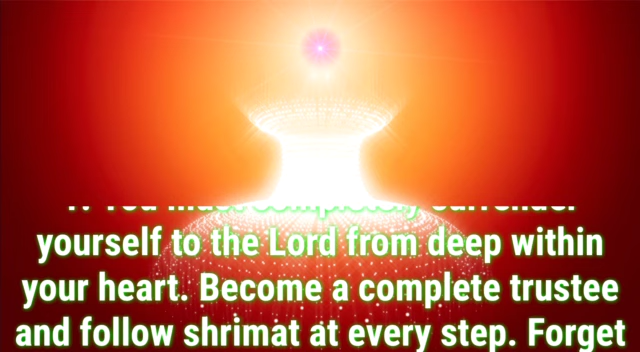 1. You must completely surrender
yourself to the Lord from deep within
your heart. Become a complete trustee
and follow shrimat at every step. Forget